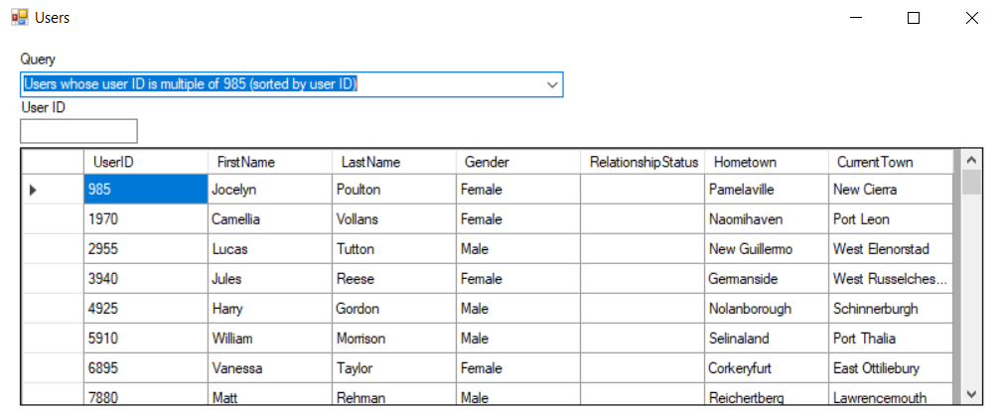 Users
Query
Users whose user ID is multiple of 985 (sorted by user ID)
User ID
UserID FirstName LastName Gender RelationshipStatus Hometown CurrentTown
985 Jocelyn Poulton Female Pamelaville New Cierra
1970 Camellia Vollans Female Naomihaven Port Leon
2955 Lucas Tutton Male New Guillermo West Elenorstad
3940 Jules Reese Female Germanside West Russelches...
4925 Harry Gordon Male Nolanborough Schinnerburgh
5910 William Morrison Male Selinaland Port Thalia
6895 Vanessa Taylor Female Corkeryfurt East Ottiliebury
7880 Matt Rehman Male Reichertberg Lawrencemouth